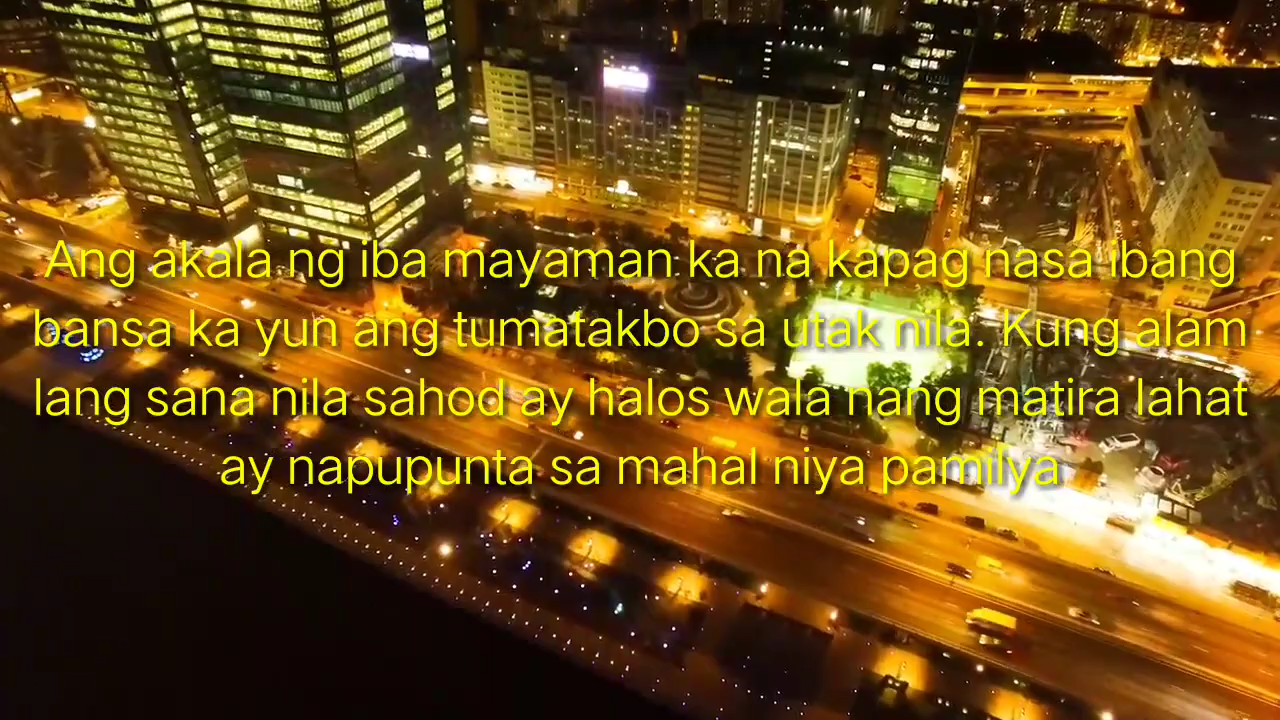 Ang akala ng iba mayaman ka na kapag nasa ibang
bansa ka yun ang tumatakbo sa utak nila. Kung alam
lang sana nila sahod ay halos wala nang matira lahat
ay napupunta sa mahal niya pamilya